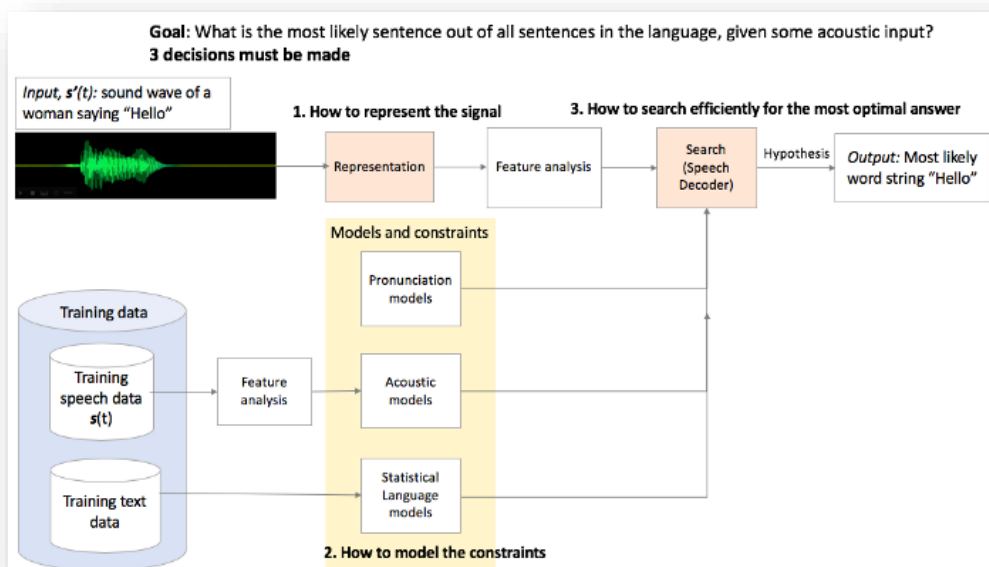 Goal: What is the most likely sentence out of all sentences in the language, given some acoustic input?
3 decisions must be made
Input, s'(t): sound wave of a
woman saying “Hello”
1. How to represent the signal
3. How to search efficiently for the most optimal answer
Representation
Feature analysis
Search
(Speech
Decoder)
Hypothesis
Output: Most likely
word string “Hello”
Models and constraints
Pronunciation
models
Training data
Training
speech data
s(t)
Feature
analysis
Acoustic
models
Training text
data
Statistical
Language
models
2. How to model the constraints